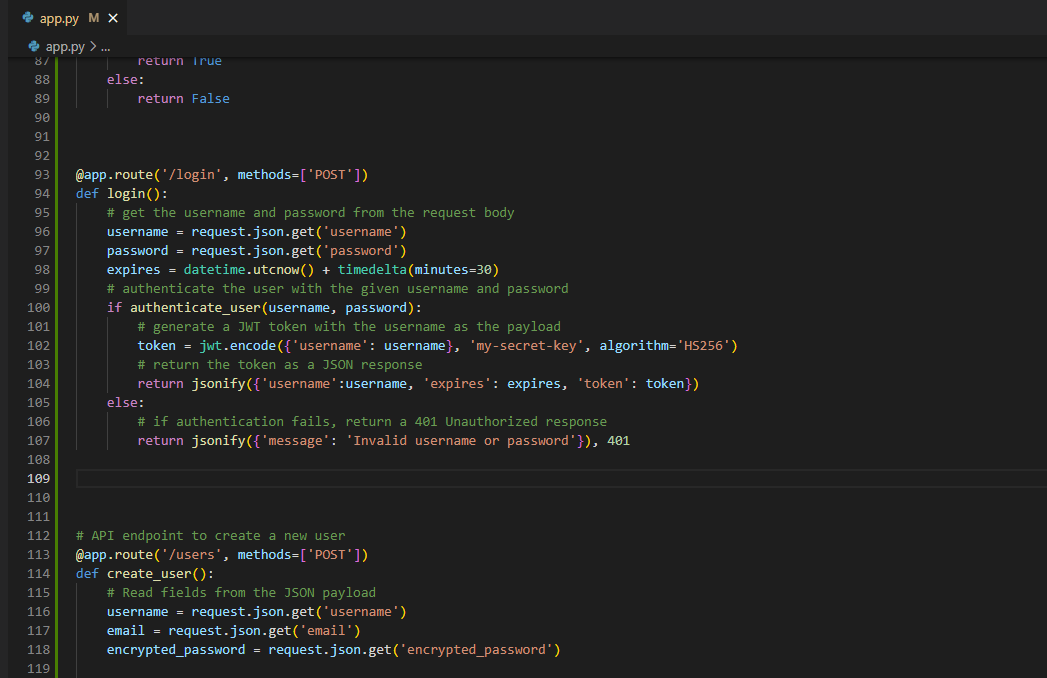 app.py M ×
app.py > ...
87 return True
88 else:
89 return False
90
91
92
93 @app.route('/login', methods=['POST'])
94 def login():
95 # get the username and password from the request body
96 username = request.json.get('username')
97 password = request.json.get('password')
98 expires = datetime.utcnow() + timedelta(minutes=30)
99 # authenticate the user with the given username and password
100 if authenticate_user(username, password):
101 # generate a JWT token with the username as the payload
102 token = jwt.encode({'username': username}, 'my-secret-key', algorithm='HS256')
103 # return the token as a JSON response
104 return jsonify({'username':username, 'expires': expires, 'token': token})
105 else:
106 # if authentication fails, return a 401 Unauthorized response
107 return jsonify({'message': 'Invalid username or password'}), 401
108
109
110
111
112 # API endpoint to create a new user
113 @app.route('/users', methods=['POST'])
114 def create_user():
115 # Read fields from the JSON payload
116 username = request.json.get('username')
117 email = request.json.get('email')
118 encrypted_password = request.json.get('encrypted_password')
119